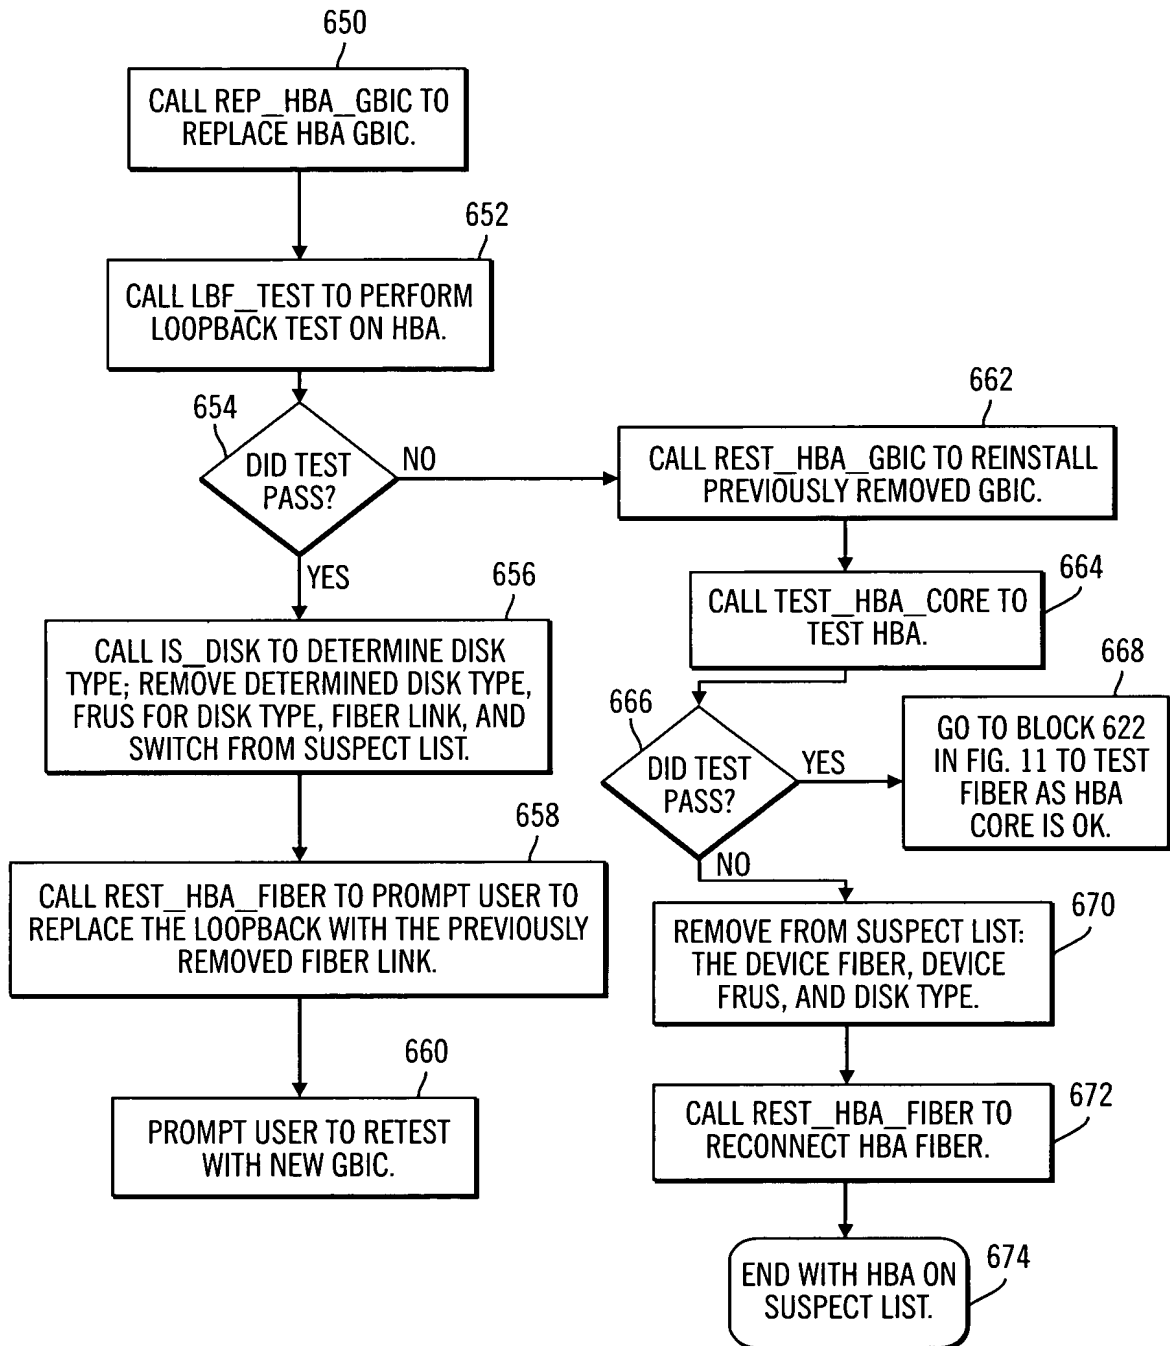 650
CALL REP_HBA_GBIC TO
REPLACE HBA GBIC.
652
CALL LBF_TEST TO PERFORM
LOOPBACK TEST ON HBA.
654
DID TEST
PASS?
NO
YES
656
CALL IS_DISK TO DETERMINE DISK
TYPE; REMOVE DETERMINED DISK TYPE,
FRUS FOR DISK TYPE, FIBER LINK, AND
SWITCH FROM SUSPECT LIST.
658
CALL REST_HBA_FIBER TO PROMPT USER TO
REPLACE THE LOOPBACK WITH THE PREVIOUSLY
REMOVED FIBER LINK.
660
PROMPT USER TO RETEST
WITH NEW GBIC.
662
CALL REST_HBA_GBIC TO REINSTALL
PREVIOUSLY REMOVED GBIC.
664
CALL TEST_HBA_CORE TO
TEST HBA.
666
DID TEST
PASS?
YES
668
GO TO BLOCK 622
IN FIG. 11 TO TEST
FIBER AS HBA
CORE IS OK.
NO
670
REMOVE FROM SUSPECT LIST:
THE DEVICE FIBER, DEVICE
FRUS, AND DISK TYPE.
672
CALL REST_HBA_FIBER TO
RECONNECT HBA FIBER.
674
END WITH HBA ON
SUSPECT LIST.